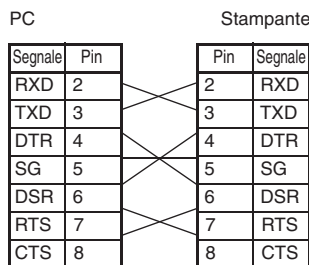 PC Stampante
Segnale Pin Pin Segnale
RXD 2 2 RXD
TXD 3 3 TXD
DTR 4 4 DTR
SG 5 5 SG
DSR 6 6 DSR
RTS 7 7 RTS
CTS 8 8 CTS